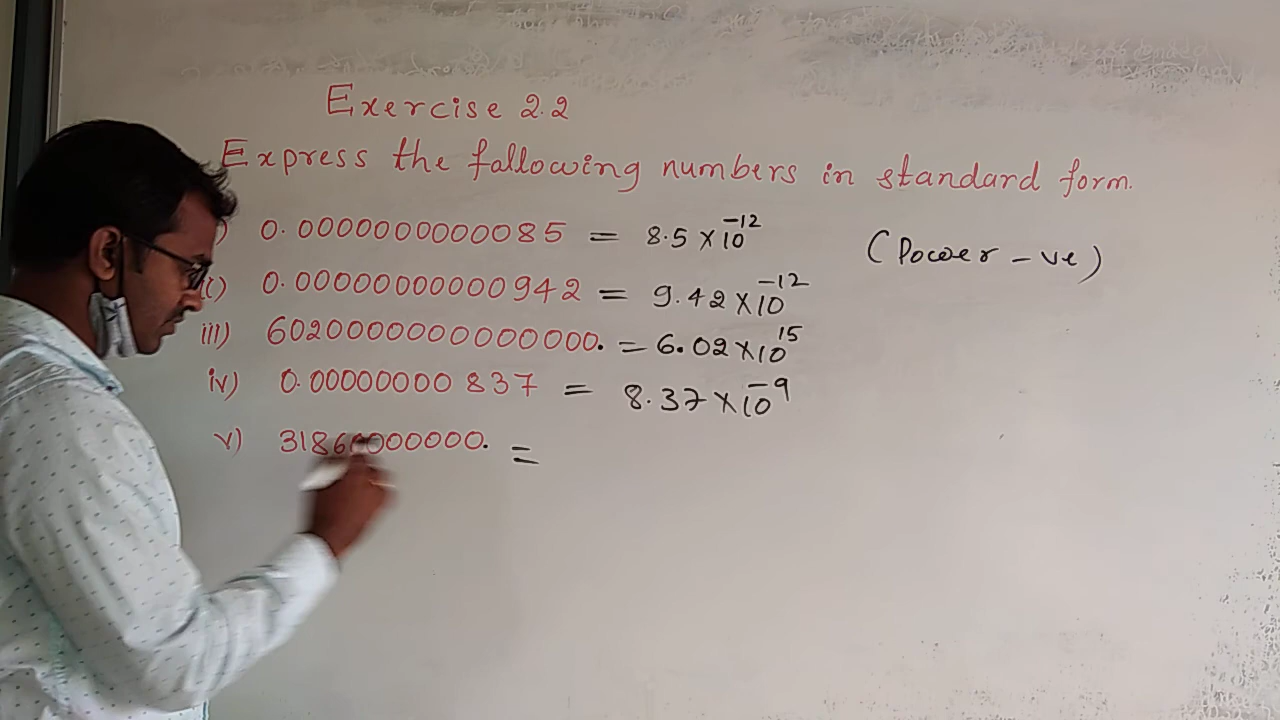 Exercise 2.2
Express the fallowing numbers in standard form.
) 0.0000000000085 = 8.5 × 10⁻¹² (Power -ve)
i) 0.00000000000942 = 9.42 × 10⁻¹²
iii) 6020000000000000. = 6.02 × 10¹⁵
iv) 0.00000000837 = 8.37 × 10⁻⁹
v) 31860000000. =